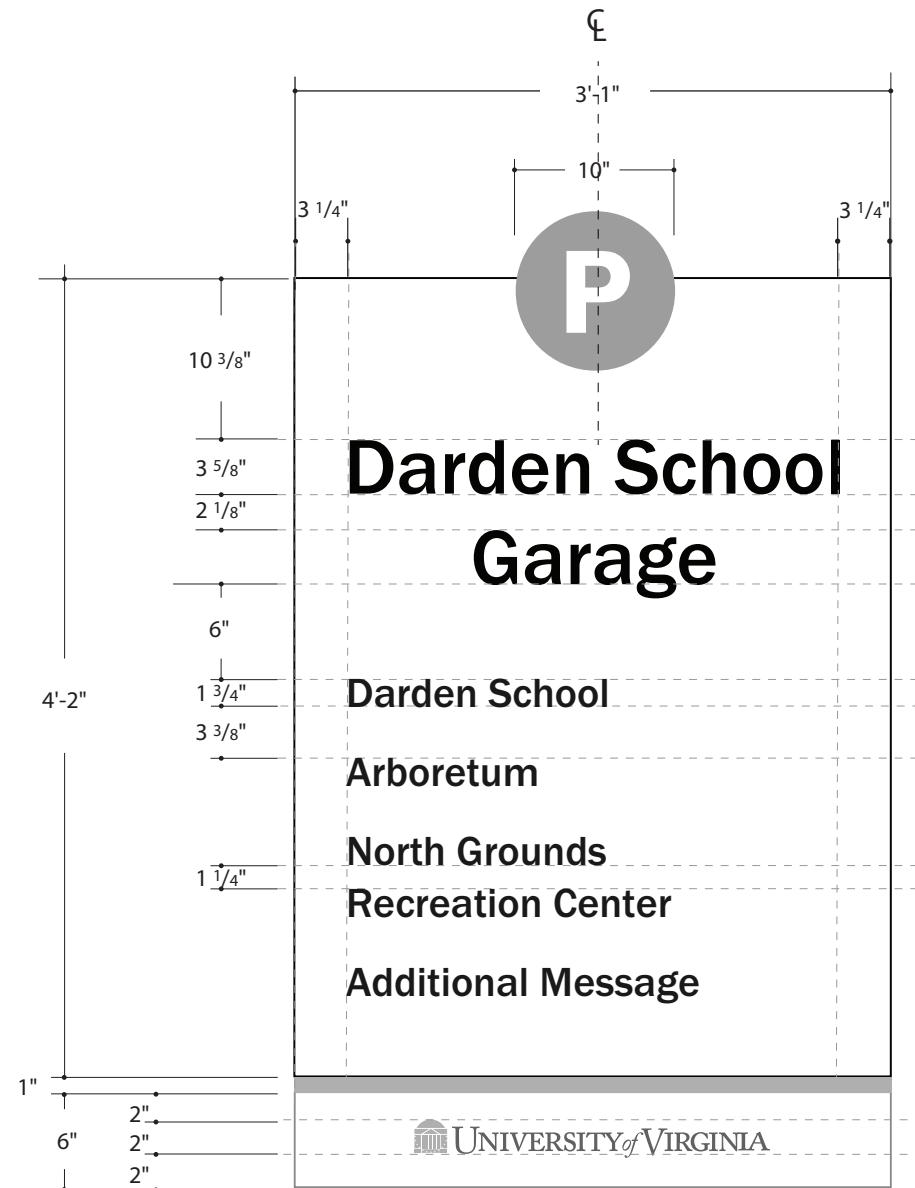 ℄
3'-1"
10"
3 1/4"
3 1/4"
P
10 3/8"
3 5/8"
Darden School
2 1/8"
Garage
6"
1 3/4"
Darden School
4'-2"
3 3/8"
Arboretum
North Grounds
1 1/4"
Recreation Center
Additional Message
1"
2"
6"
2"
UNIVERSITY of VIRGINIA
2"